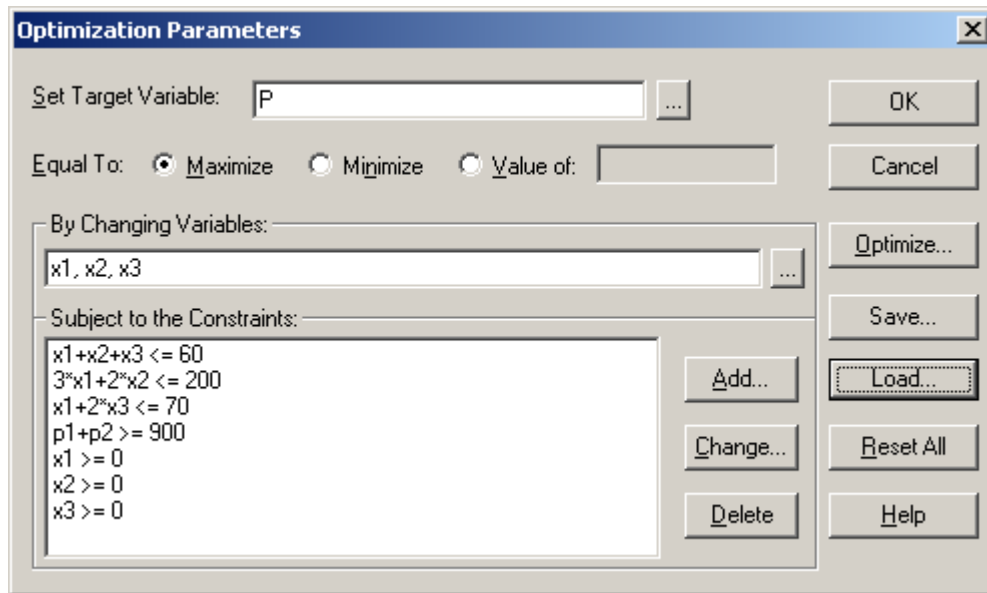 Optimization Parameters
Set Target Variable: P ... OK
Equal To: Maximize Minimize Value of: Cancel
By Changing Variables:
x1, x2, x3 ...
Optimize...
Subject to the Constraints:
Save...
x1+x2+x3 <= 60
3*x1+2*x2 <= 200
x1+2*x3 <= 70
p1+p2 >= 900
x1 >= 0
x2 >= 0
x3 >= 0
Add... Load...
Change... Reset All
Delete Help